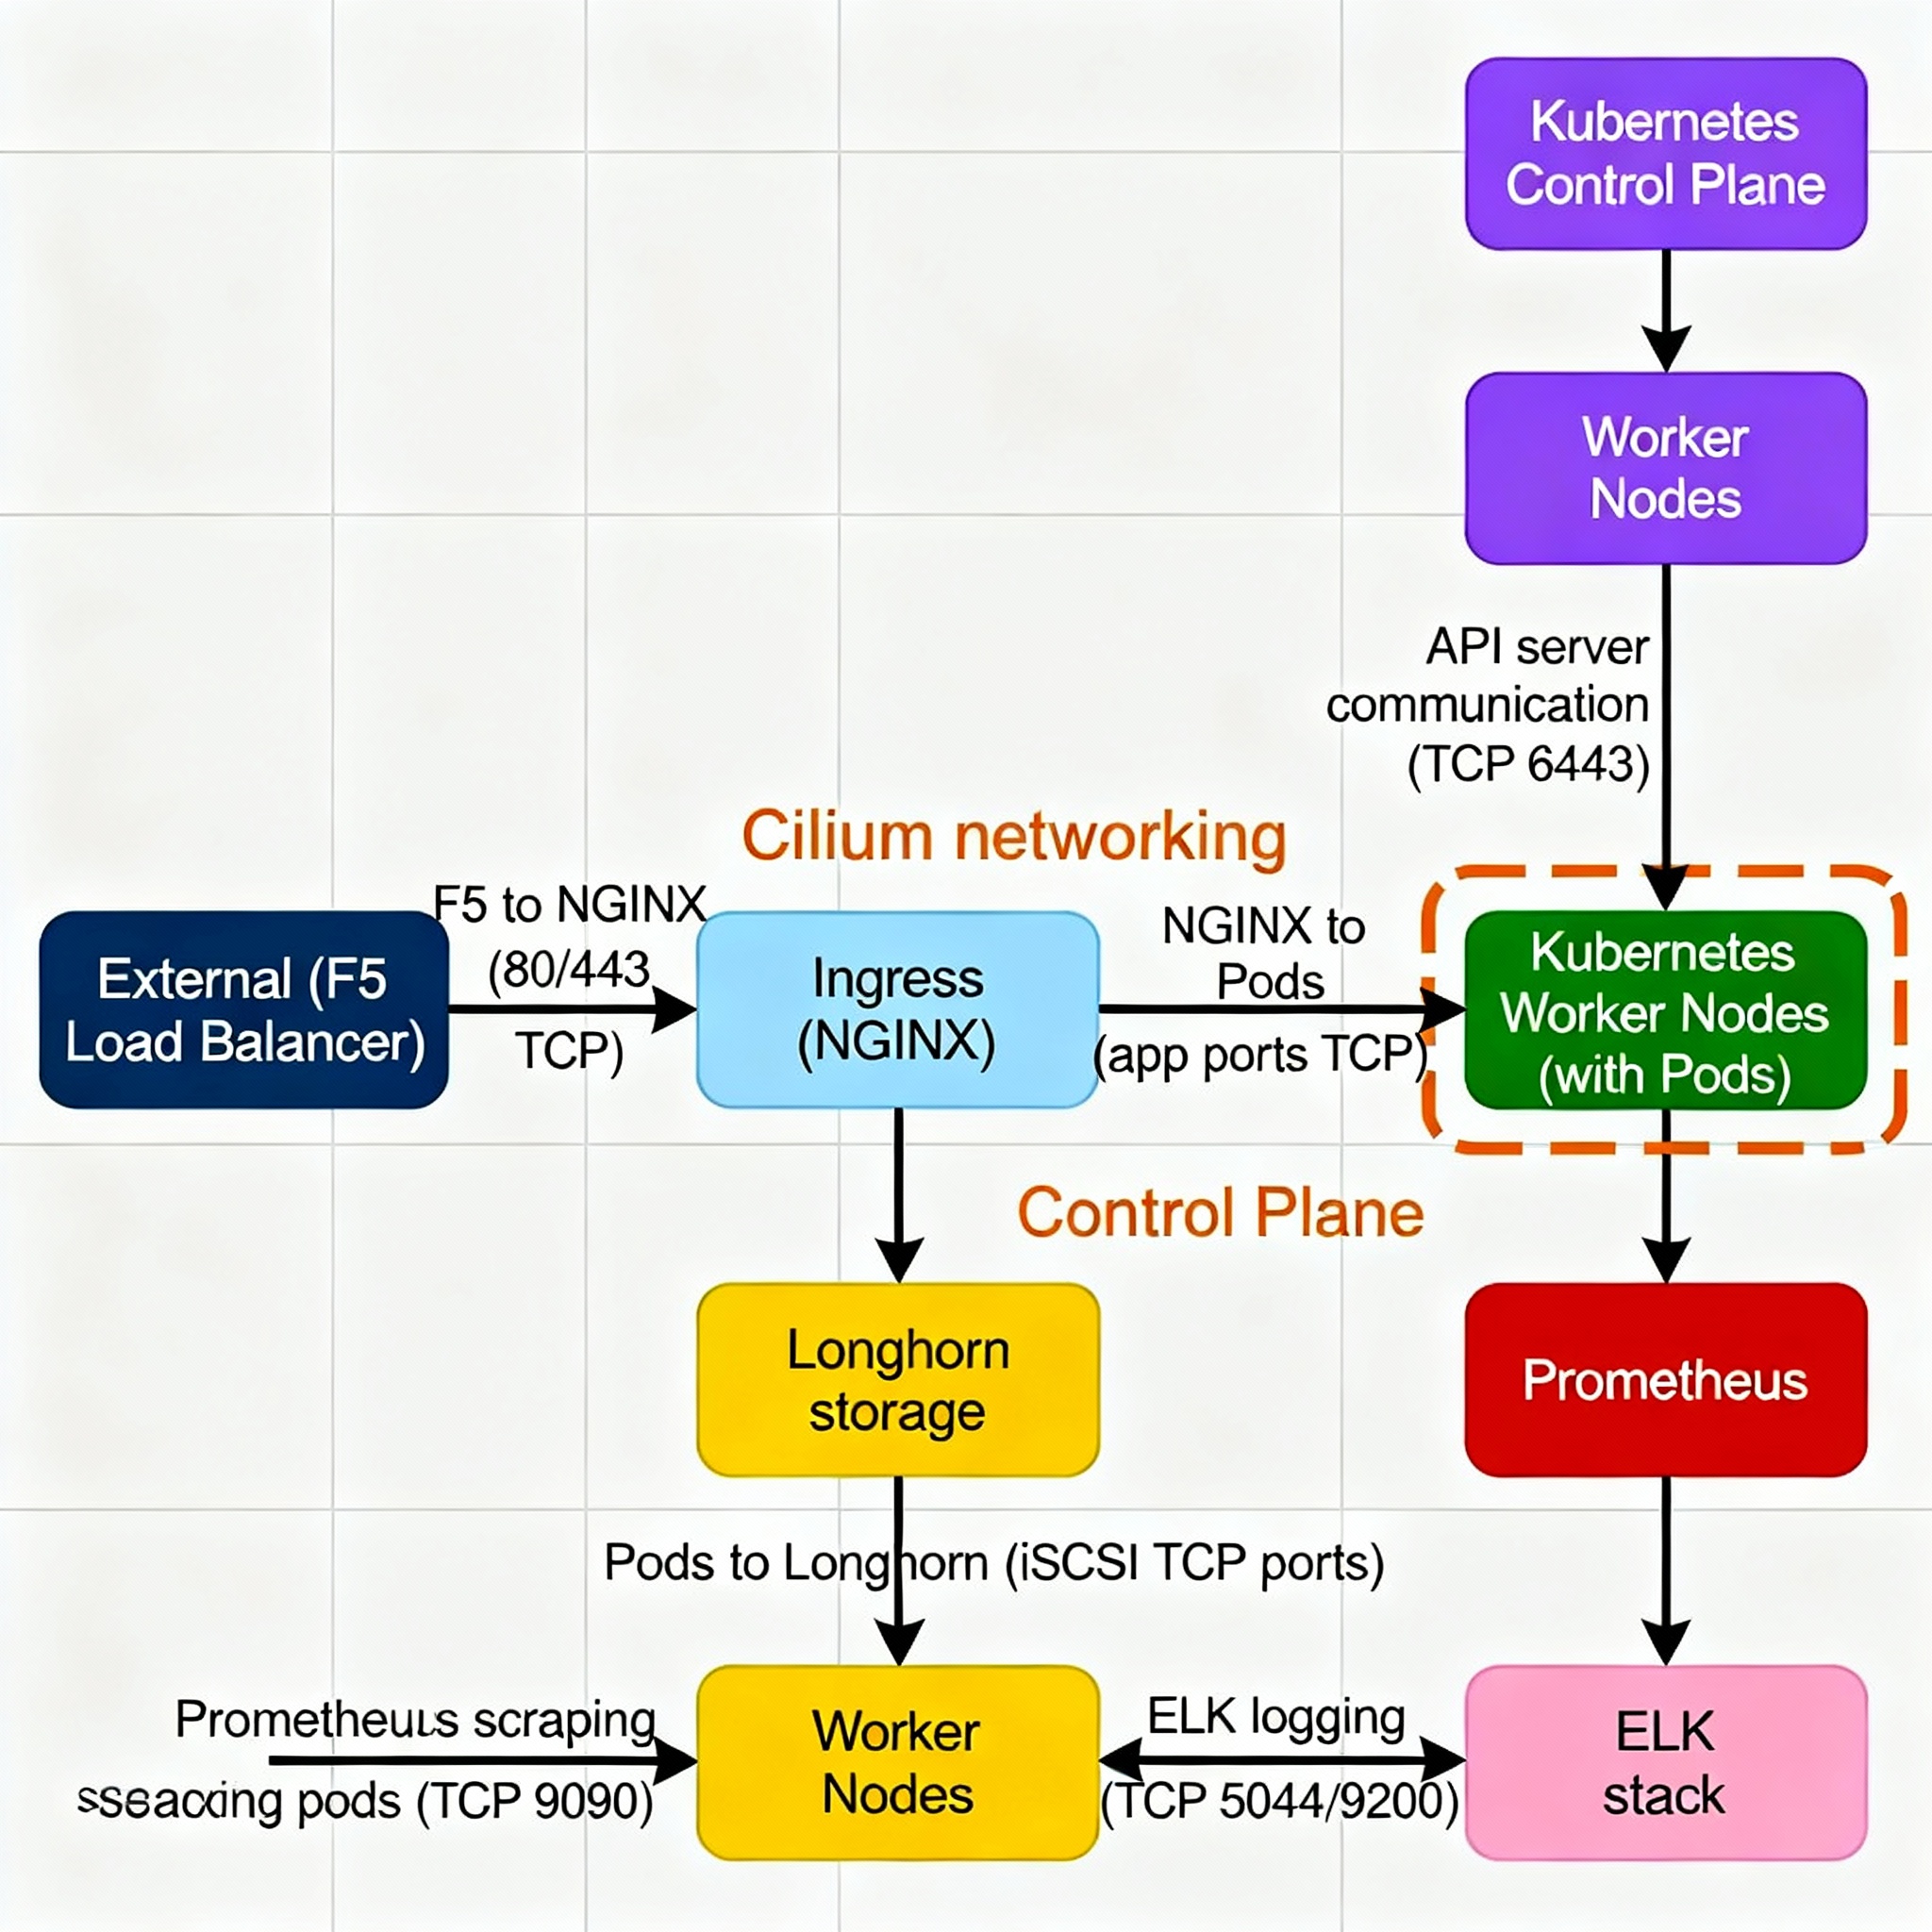 Kubernetes
Control Plane
Worker
Nodes
API server
communication
(TCP 6443)
Cilium networking
External (F5
Load Balancer)
F5 to NGINX
(80/443
TCP)
Ingress
(NGINX)
NGINX to
Pods
(app ports TCP)
Kubernetes
Worker Nodes
(with Pods)
Control Plane
Longhorn
storage
Prometheus
Pods to Longhorn (iSCSI TCP ports)
Prometheuus scraping
pods (TCP 9090)
Worker
Nodes
ELK logging
(TCP 5044/9200)
ELK
stack